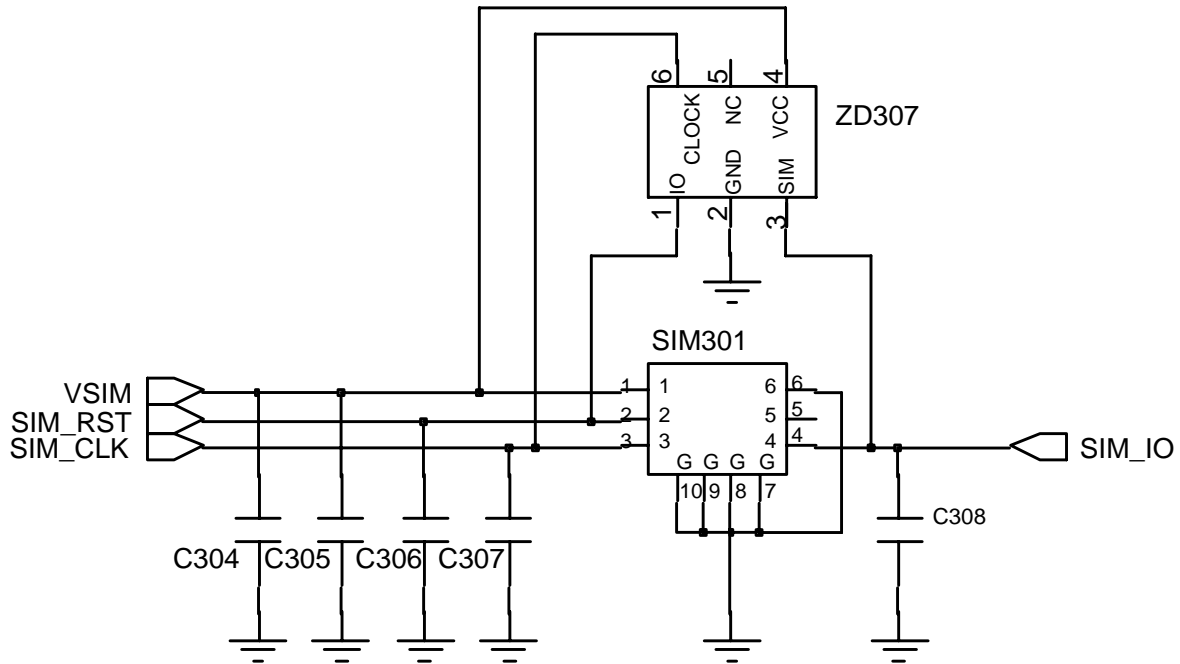 6 5 4
CLOCK NC VCC
ZD307
IO GND SIM
1 2 3
SIM301
VSIM
SIM_RST
SIM_CLK
1 1 6 6
2 2 5 5
3 3 4 4
SIM_IO
G G G G
10 9 8 7
C304 C305 C306 C307
C308